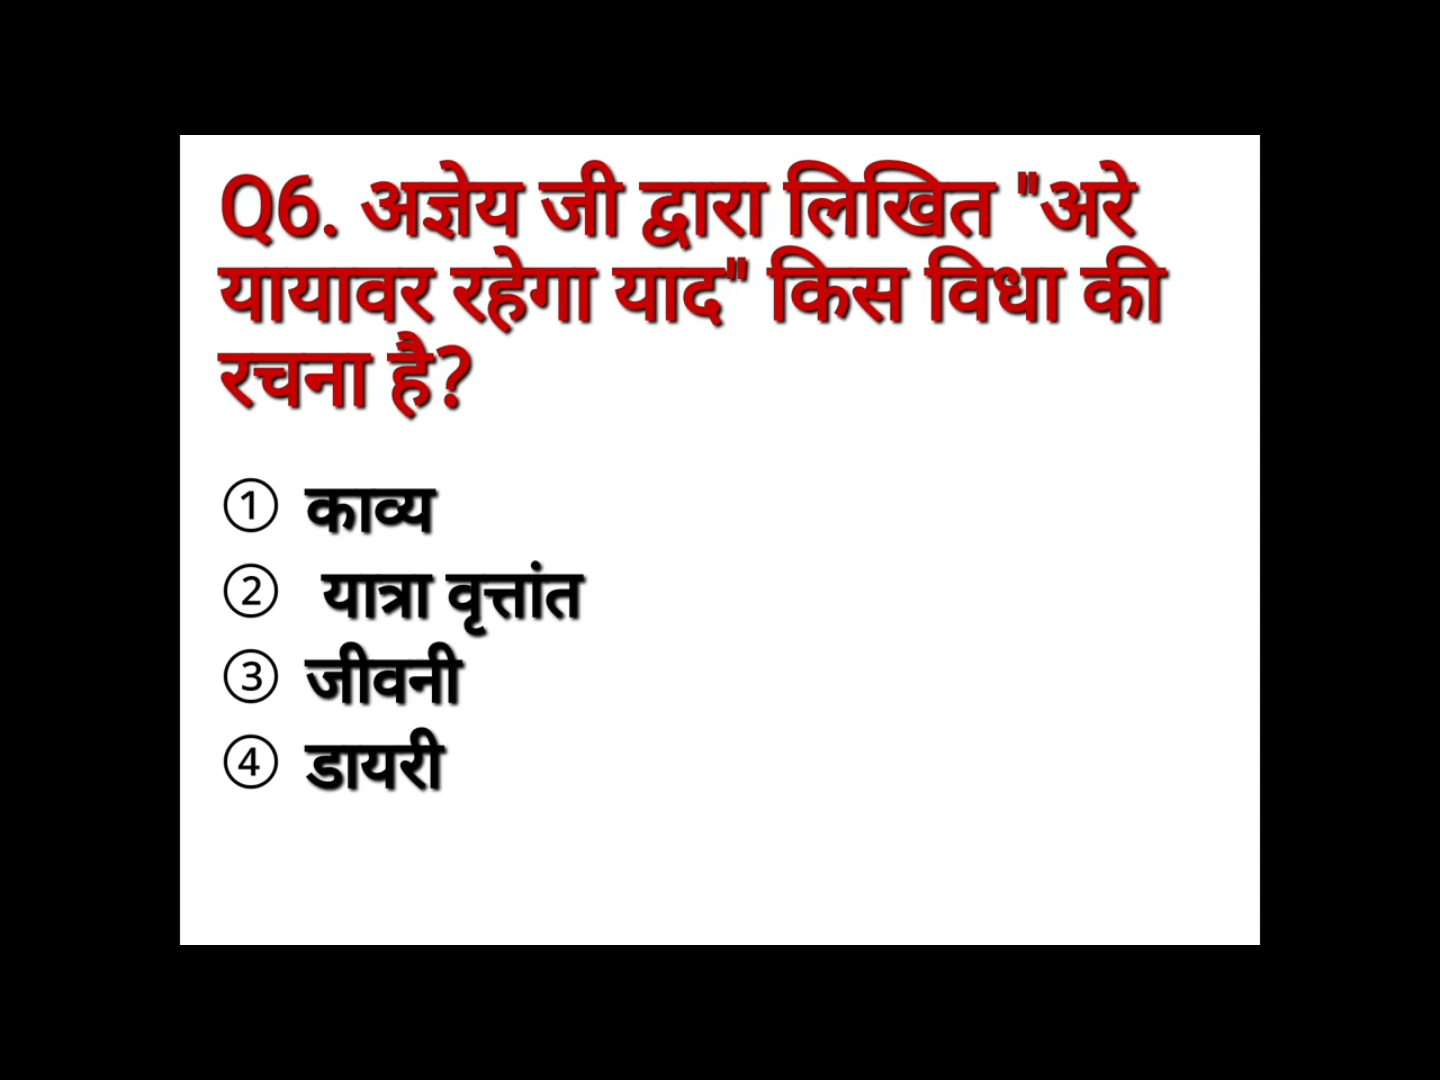 Q6. अज्ञेय जी द्वारा लिखित "अरे
यायावर रहेगा याद" किस विधा की
रचना है?
① काव्य
② यात्रा वृत्तांत
③ जीवनी
④ डायरी